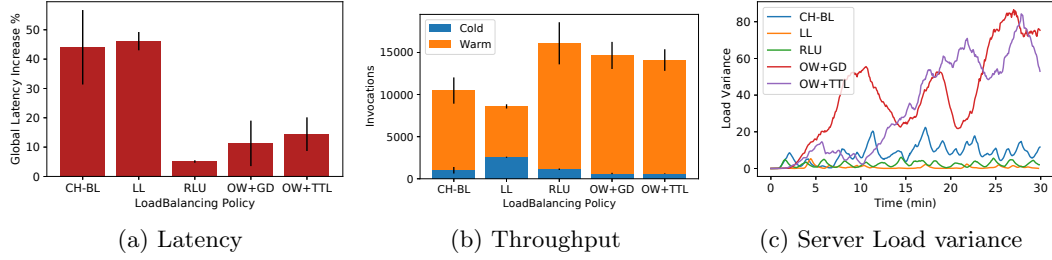 Global Latency Increase %
50
40
30
20
10
0
CH-BL LL RLU OW+GD OW+TTL
LoadBalancing Policy
(a) Latency
Invocations
15000
10000
5000
0
Cold
Warm
CH-BL LL RLU OW+GD OW+TTL
LoadBalancing Policy
(b) Throughput
Load Variance
80
60
40
20
0
CH-BL
LL
RLU
OW+GD
OW+TTL
0 5 10 15 20 25 30
Time (min)
(c) Server Load variance